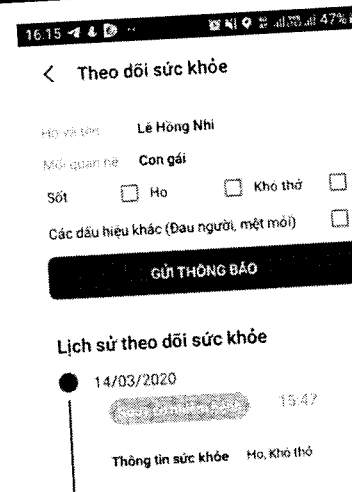 16.15 47%
< Theo dõi sức khỏe
Họ và tên Lê Hồng Nhi
Mối quan hệ Con gái
Sốt Ho Khó thở
Các dấu hiệu khác (Đau người, mệt mỏi)
GỬI THÔNG BÁO
Lịch sử theo dõi sức khỏe
14/03/2020
15:47
Thông tin sức khỏe Ho, Khó thở